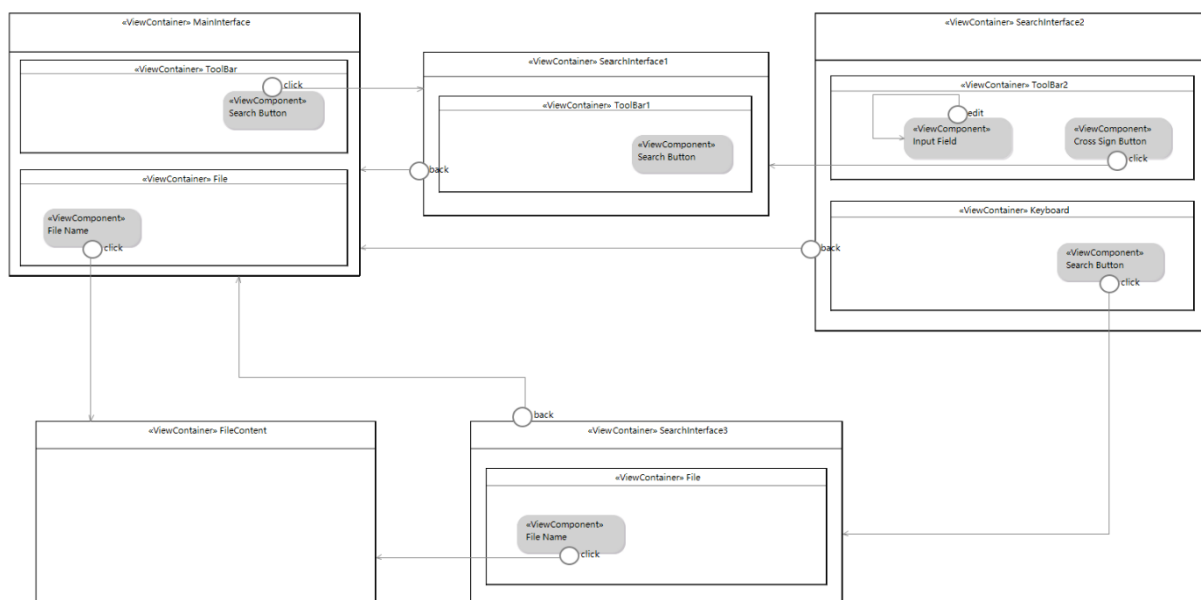 «ViewContainer» MainInterface
«ViewContainer» ToolBar
click
«ViewComponent»
Search Button
«ViewContainer» File
«ViewComponent»
File Name
click
«ViewContainer» SearchInterface1
«ViewContainer» ToolBar1
«ViewComponent»
Search Button
back
«ViewContainer» SearchInterface2
«ViewContainer» ToolBar2
edit
«ViewComponent»
Input Field
«ViewComponent»
Cross Sign Button
click
«ViewContainer» Keyboard
back
«ViewComponent»
Search Button
click
«ViewContainer» FileContent
back
«ViewContainer» SearchInterface3
«ViewContainer» File
«ViewComponent»
File Name
click